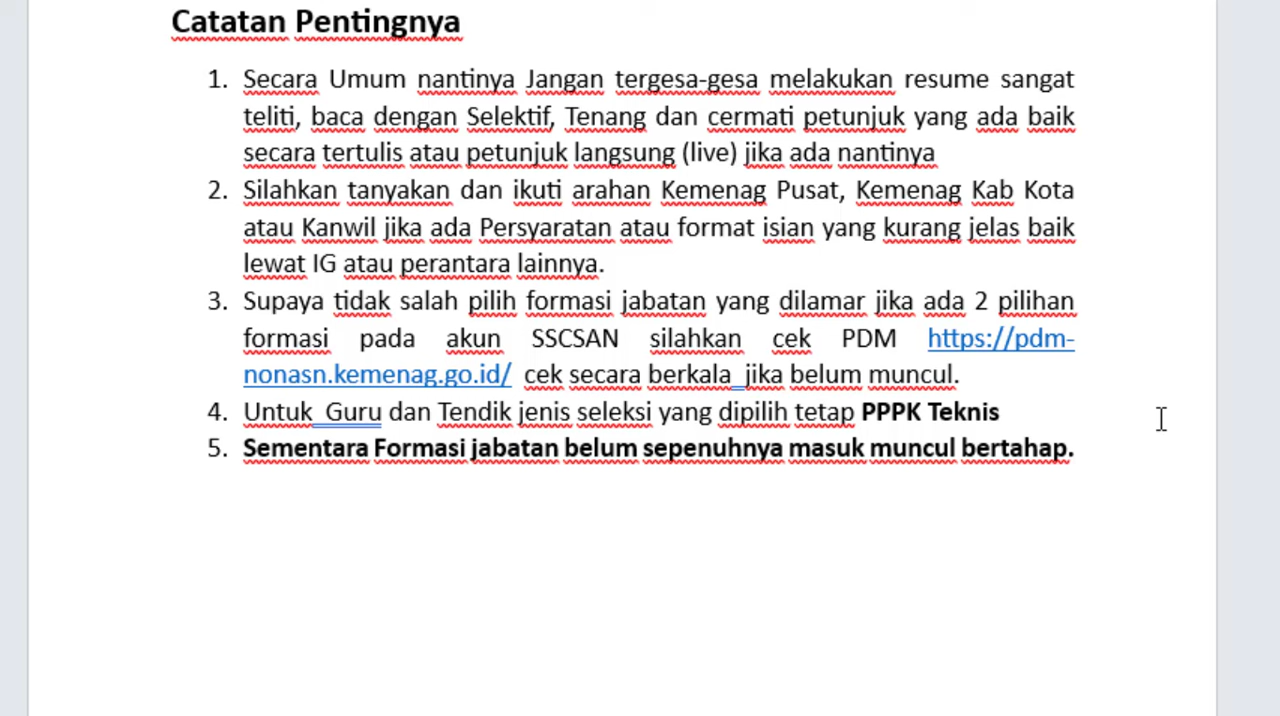 Catatan Pentingnya
1. Secara Umum nantinya Jangan tergesa-gesa melakukan resume sangat
teliti, baca dengan Selektif, Tenang dan cermati petunjuk yang ada baik
secara tertulis atau petunjuk langsung (live) jika ada nantinya
2. Silahkan tanyakan dan ikuti arahan Kemenag Pusat, Kemenag Kab Kota
atau Kanwil jika ada Persyaratan atau format isian yang kurang jelas baik
lewat IG atau perantara lainnya.
3. Supaya tidak salah pilih formasi jabatan yang dilamar jika ada 2 pilihan
formasi pada akun SSCSAN silahkan cek PDM https://pdm-
nonasn.kemenag.go.id/ cek secara berkala jika belum muncul.
4. Untuk Guru dan Tendik jenis seleksi yang dipilih tetap PPPK Teknis
5. Sementara Formasi jabatan belum sepenuhnya masuk muncul bertahap.